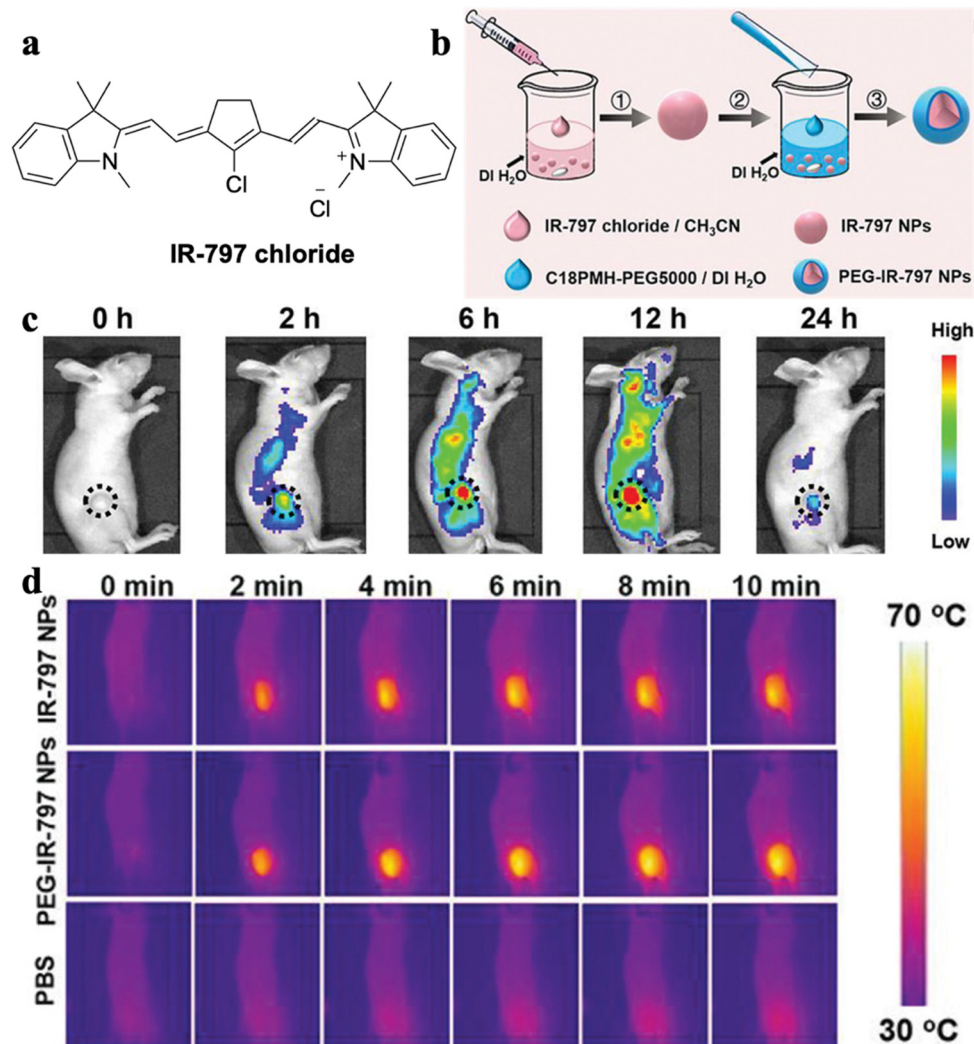 a
N
Cl
N
+
−
Cl
IR-797 chloride
b
① ② ③
DI H₂O
DI H₂O
IR-797 chloride / CH₃CN
IR-797 NPs
C18PMH-PEG5000 / DI H₂O
PEG-IR-797 NPs
c
0 h 2 h 6 h 12 h 24 h
High
Low
d
0 min 2 min 4 min 6 min 8 min 10 min
IR-797 NPs
PEG-IR-797 NPs
PBS
70 °C
30 °C